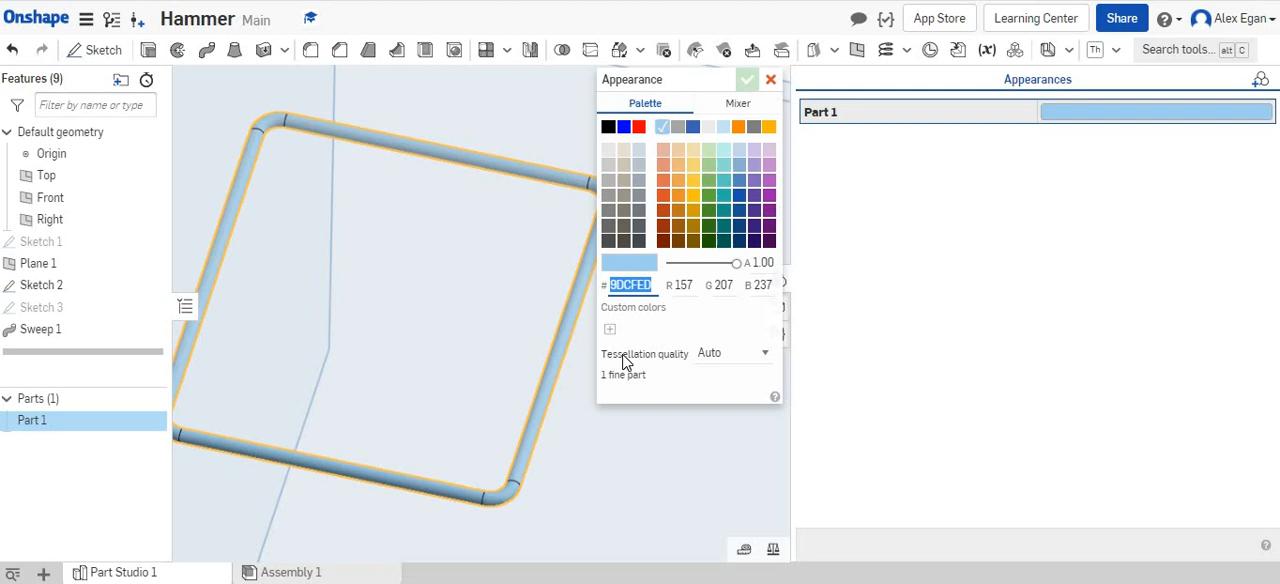 Onshape Hammer Main App Store Learning Center Share Alex Egan
Sketch Th Search tools... alt C
Features (9)
Filter by name or type
Default geometry
Origin
Top
Front
Right
Sketch 1
Plane 1
Sketch 2
Sketch 3
Sweep 1
Parts (1)
Part 1
Appearance
Palette Mixer
A 1.00
# 9DCFED R 157 G 207 B 237
Custom colors
Tessellation quality Auto
1 fine part
Appearances
Part 1
Part Studio 1 Assembly 1